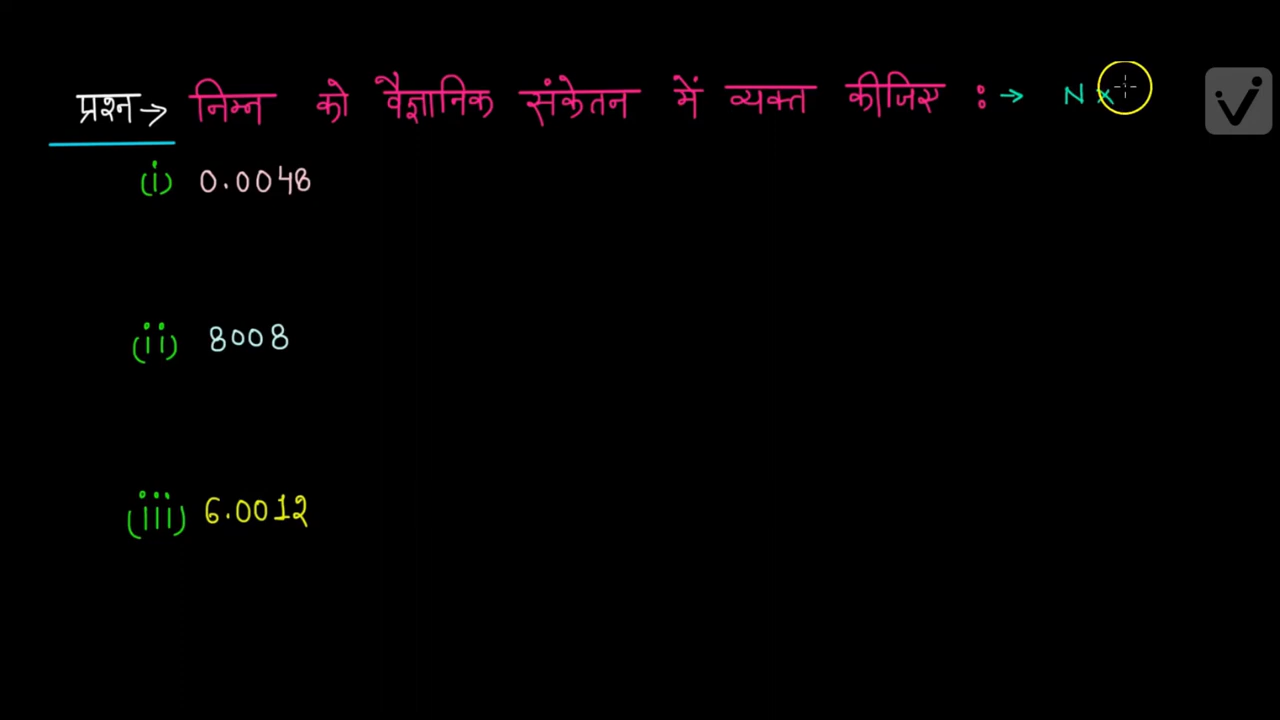 प्रश्न → निम्न को वैज्ञानिक संकेतन में व्यक्त कीजिए : → N ×
(i) 0.0048
(ii) 8008
(iii) 6.0012